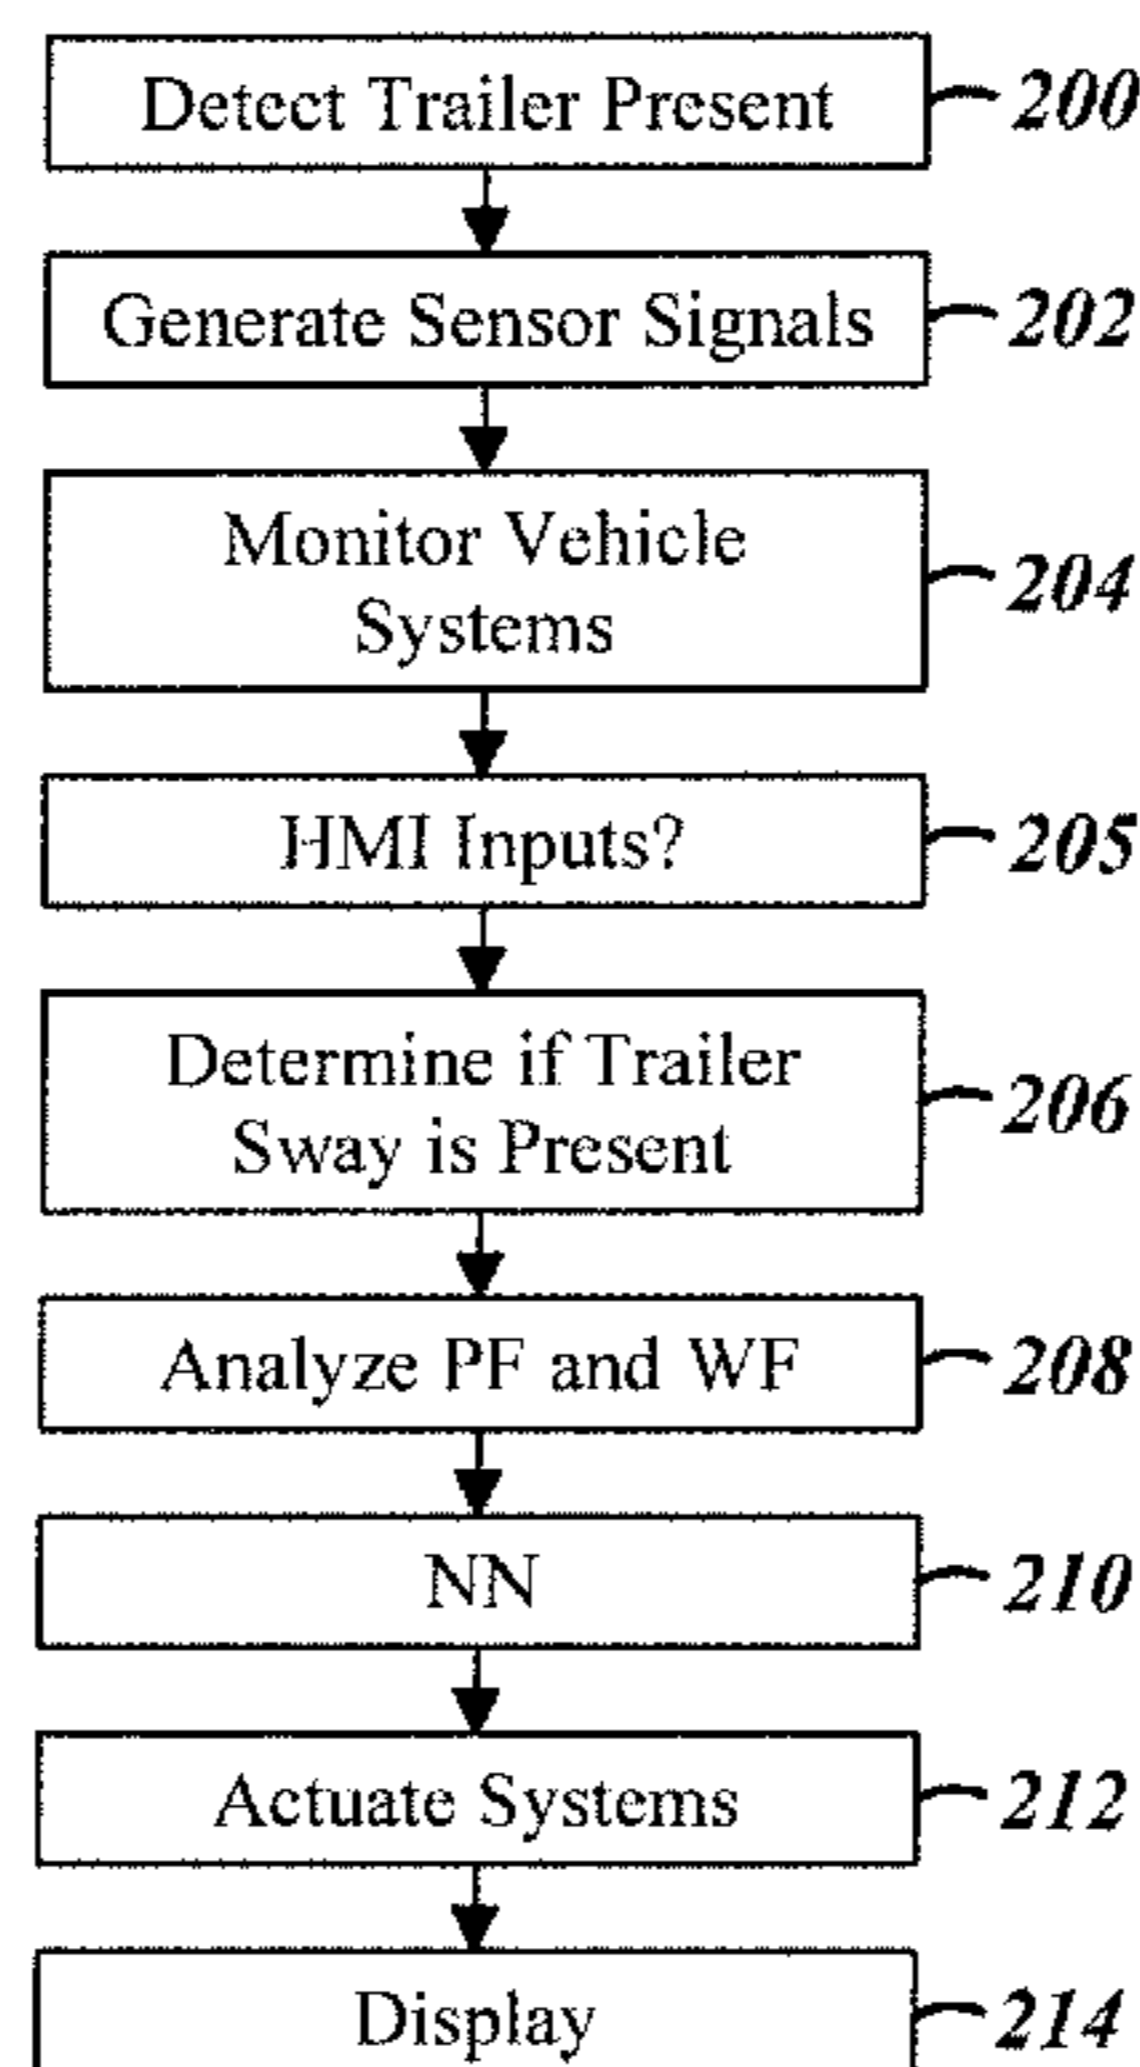 Detect Trailer Present
200
Generate Sensor Signals
202
Monitor Vehicle
Systems
204
HMI Inputs?
205
Determine if Trailer
Sway is Present
206
Analyze PF and WF
208
NN
210
Actuate Systems
212
Display
214